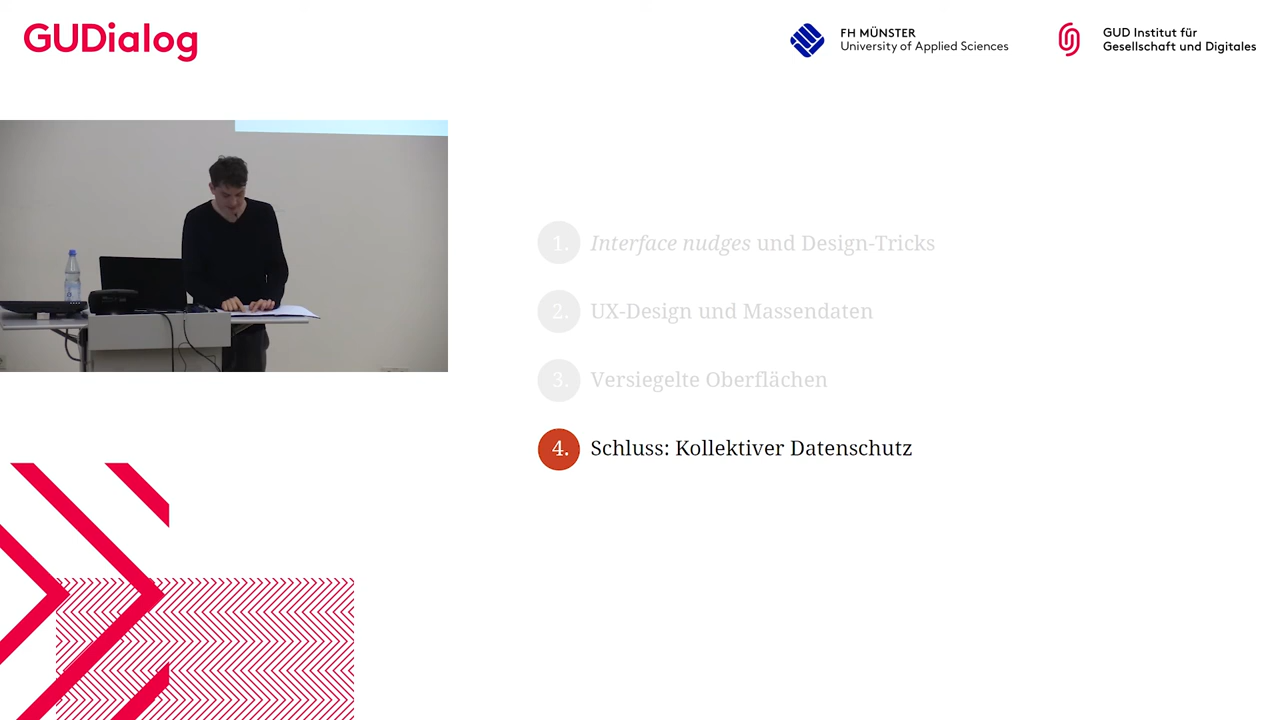 GUDialog
FH MÜNSTER
University of Applied Sciences
GUD Institut für
Gesellschaft und Digitales
1. Interface nudges und Design-Tricks
2. UX-Design und Massendaten
3. Versiegelte Oberflächen
4. Schluss: Kollektiver Datenschutz